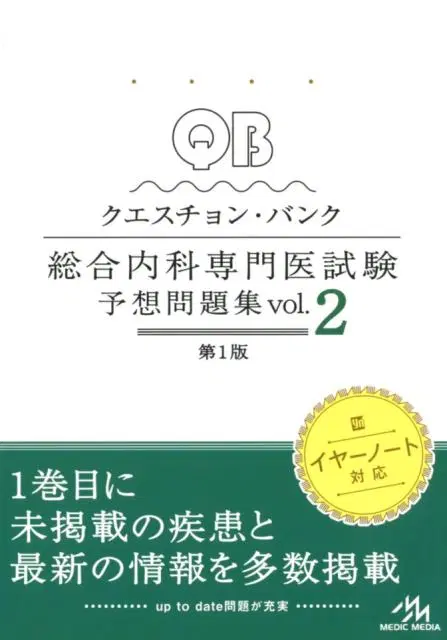 QB
クエスチョン・バンク
総合内科専門医試験
予想問題集 vol.2
第1版
yn
イヤーノート
対応
1巻目に
未掲載の疾患と
最新の情報を多数掲載
up to date問題が充実
MEDIC MEDIA